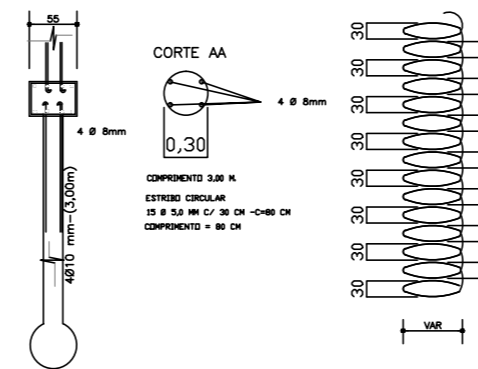 55
4 Ø 8mm
4Ø10 mm-(3,00m)
CORTE AA
4 Ø 8mm
0,30
COMPRIMENTO 3,00 M.
ESTRIBO CIRCULAR
15 Ø 5,0 MM C/ 30 CM -C=80 CM
COMPRIMENTO = 80 CM
30
30
30
30
30
30
30
30
VAR